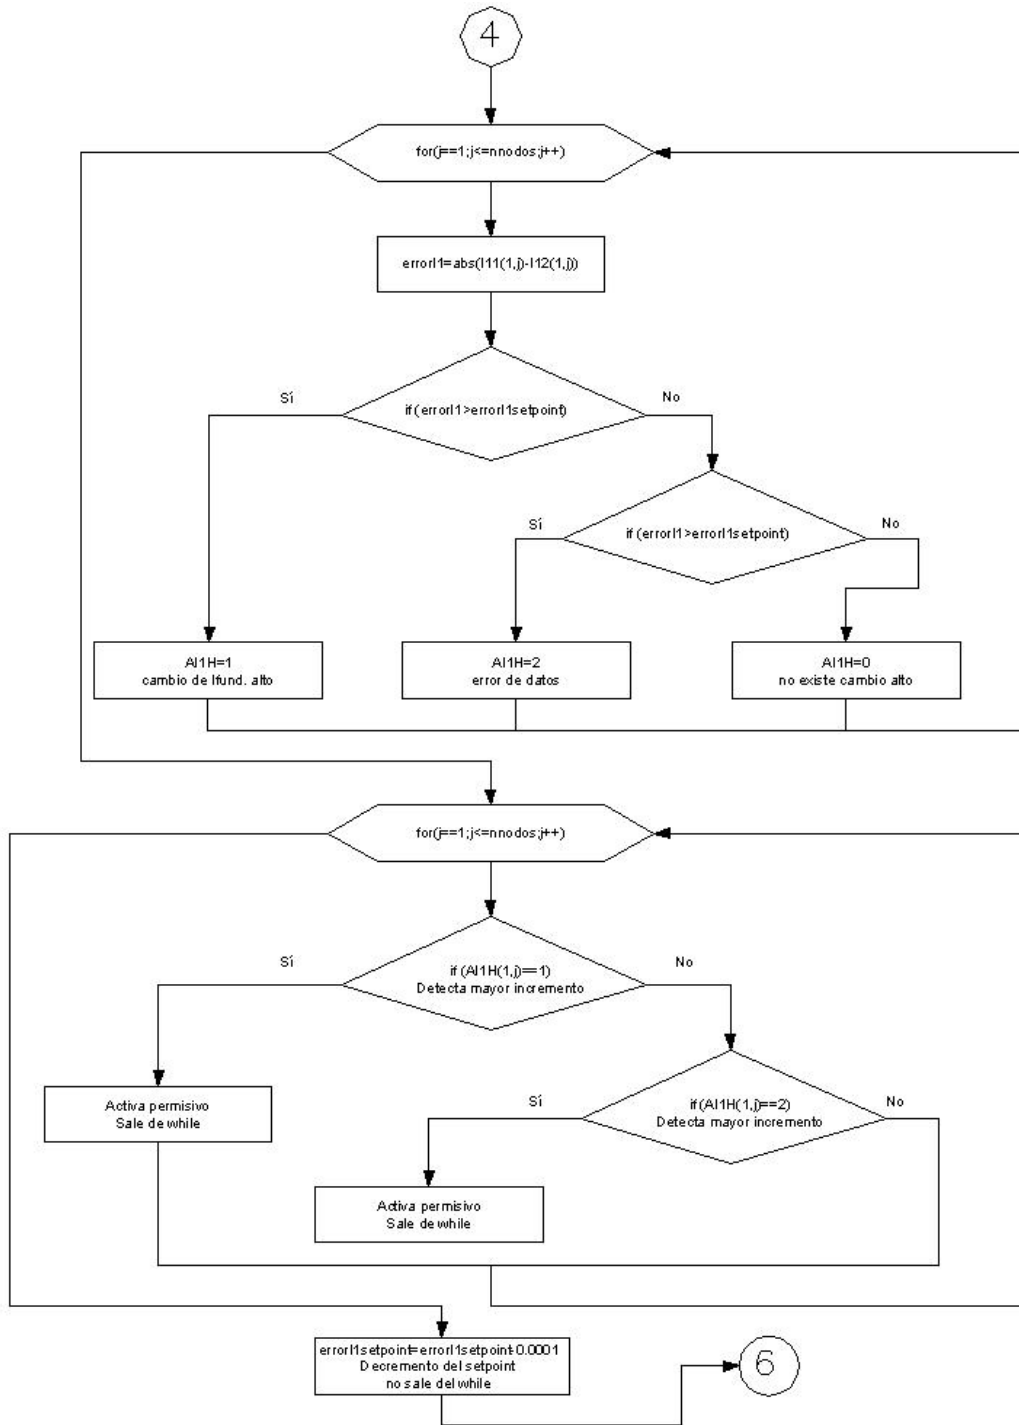 4
for(j==1;j<=nnodos;j++)
errorI1=abs(I11(1,j)-I12(1,j))
Sí
if (errorI1>errorI1setpoint)
No
Sí
if (errorI1>errorI1setpoint)
No
AI1H=1
cambio de Ifund. alto
AI1H=2
error de datos
AI1H=0
no existe cambio alto
for(j==1;j<=nnodos;j++)
Sí
if (AI1H(1,j)==1)
Detecta mayor incremento
No
Sí
if(AI1H(1,j)==2)
Detecta mayor incremento
No
Activa permisivo
Sale de while
Activa permisivo
Sale de while
errorI1setpoint=errorI1setpoint-0.0001
Decremento del setpoint
no sale del while
6